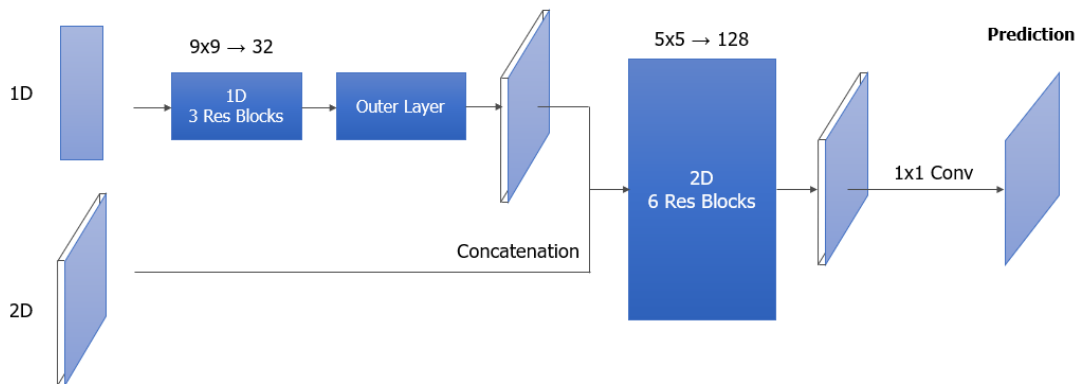 1D
9x9 → 32
1D
3 Res Blocks
Outer Layer
2D
Concatenation
5x5 → 128
2D
6 Res Blocks
1x1 Conv
Prediction